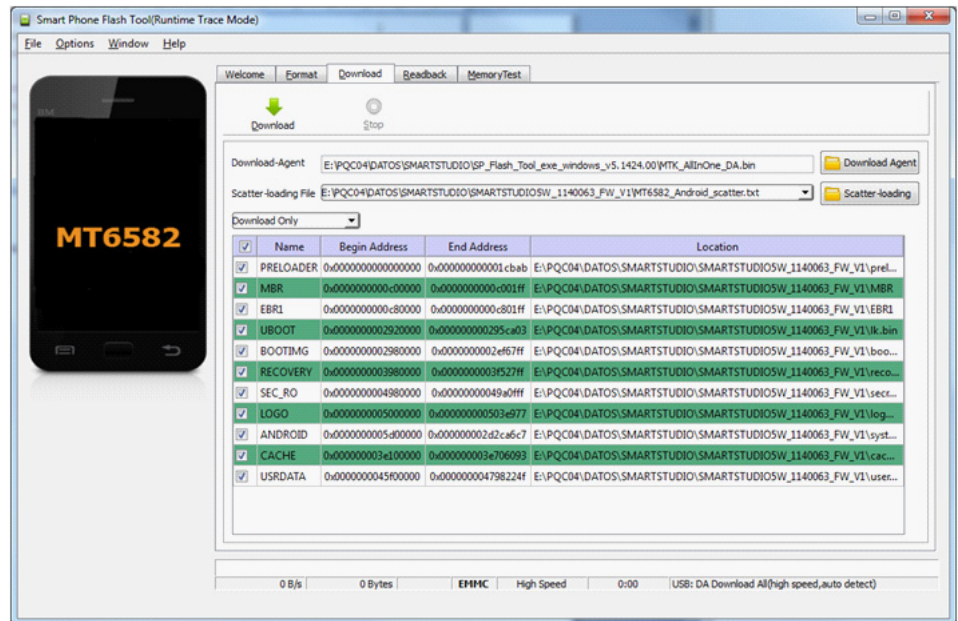 Smart Phone Flash Tool(Runtime Trace Mode)
File Options Window Help
Welcome Format Download Readback MemoryTest
Download Stop
Download-Agent E:\PQC04\DATOS\SMARTSTUDIO\SP_Flash_Tool_exe_windows_v5.1424.00\MTK_AllInOne_DA.bin Download Agent
Scatter-loading File E:\PQC04\DATOS\SMARTSTUDIO\SMARTSTUDIO5W_1140063_FW_V1\MT6582_Android_scatter.txt Scatter-loading
Download Only
Name Begin Address End Address Location
PRELOADER 0x0000000000000000 0x000000000001cbab E:\PQC04\DATOS\SMARTSTUDIO\SMARTSTUDIO5W_1140063_FW_V1\prel...
MBR 0x0000000000c00000 0x0000000000c001ff E:\PQC04\DATOS\SMARTSTUDIO\SMARTSTUDIO5W_1140063_FW_V1\MBR
EBR1 0x0000000000c80000 0x0000000000c801ff E:\PQC04\DATOS\SMARTSTUDIO\SMARTSTUDIO5W_1140063_FW_V1\EBR1
UBOOT 0x0000000002920000 0x000000000295ca03 E:\PQC04\DATOS\SMARTSTUDIO\SMARTSTUDIO5W_1140063_FW_V1\lk.bin
BOOTIMG 0x0000000002980000 0x0000000002ef67ff E:\PQC04\DATOS\SMARTSTUDIO\SMARTSTUDIO5W_1140063_FW_V1\boo...
RECOVERY 0x0000000003980000 0x0000000003f527ff E:\PQC04\DATOS\SMARTSTUDIO\SMARTSTUDIO5W_1140063_FW_V1\reco...
SEC_RO 0x0000000004980000 0x00000000049a0fff E:\PQC04\DATOS\SMARTSTUDIO\SMARTSTUDIO5W_1140063_FW_V1\secr...
LOGO 0x0000000005000000 0x000000000503e977 E:\PQC04\DATOS\SMARTSTUDIO\SMARTSTUDIO5W_1140063_FW_V1\log...
ANDROID 0x0000000005d00000 0x000000002d2ca6c7 E:\PQC04\DATOS\SMARTSTUDIO\SMARTSTUDIO5W_1140063_FW_V1\syst...
CACHE 0x000000003e100000 0x000000003e706093 E:\PQC04\DATOS\SMARTSTUDIO\SMARTSTUDIO5W_1140063_FW_V1\cac...
USRDATA 0x0000000045f00000 0x000000004798224f E:\PQC04\DATOS\SMARTSTUDIO\SMARTSTUDIO5W_1140063_FW_V1\user...
MT6582
0 B/s 0 Bytes EMMC High Speed 0:00 USB: DA Download All(high speed,auto detect)